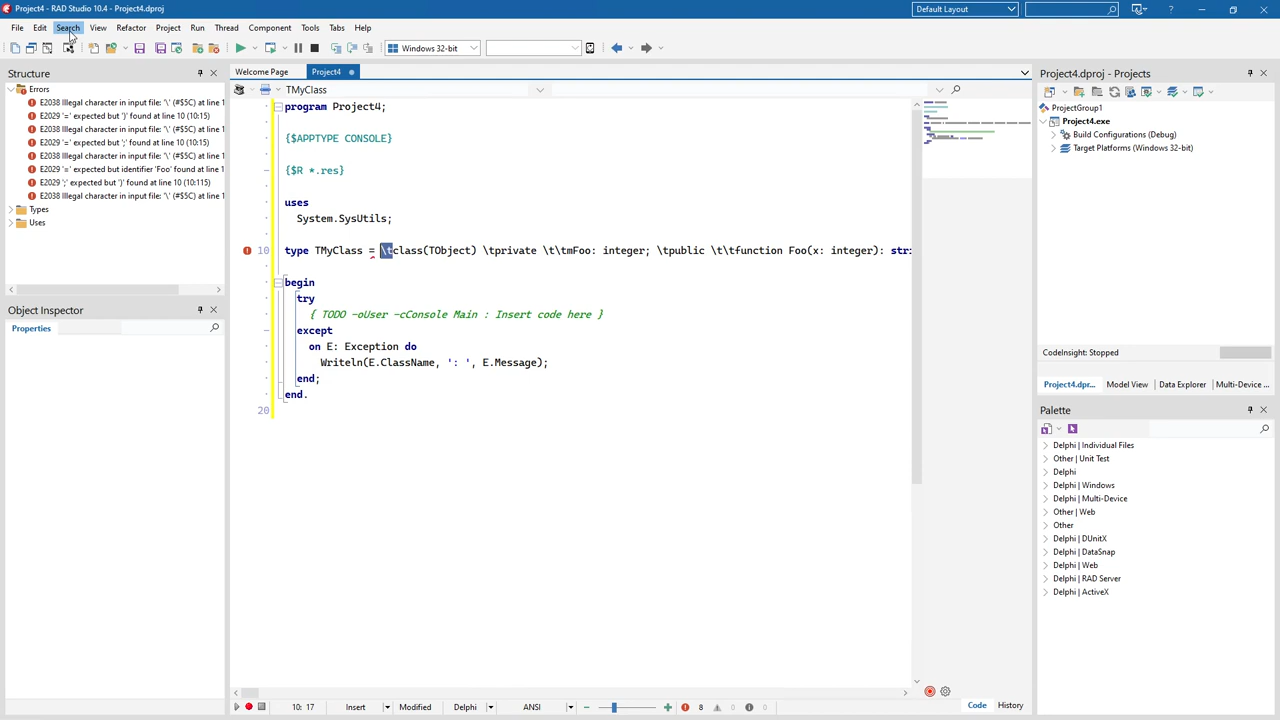 Project4 - RAD Studio 10.4 - Project4.dproj
Default Layout
File Edit Search View Refactor Project Run Thread Component Tools Tabs Help
Windows 32-bit
Structure
Errors
E2038 Illegal character in input file: '\' (#$5C) at line 1
E2029 '=' expected but ')' found at line 10 (10:15)
E2038 Illegal character in input file: '\' (#$5C) at line 1
E2029 '=' expected but ';' found at line 10 (10:15)
E2038 Illegal character in input file: '\' (#$5C) at line 1
E2029 '=' expected but identifier 'Foo' found at line 1
E2029 ';' expected but ')' found at line 10 (10:115)
E2038 Illegal character in input file: '\' (#$5C) at line 1
Types
Uses
Object Inspector
Properties
Welcome Page Project4
TMyClass
program Project4;
{$APPTYPE CONSOLE}
{$R *.res}
uses
System.SysUtils;
10 type TMyClass = \tclass(TObject) \tprivate \t\tmFoo: integer; \tpublic \t\tfunction Foo(x: integer): stri
begin
try
{ TODO -oUser -cConsole Main : Insert code here }
except
on E: Exception do
Writeln(E.ClassName, ': ', E.Message);
end;
end.
20
10: 17 Insert Modified Delphi ANSI 8 0 0 Code History
Project4.dproj - Projects
ProjectGroup1
Project4.exe
Build Configurations (Debug)
Target Platforms (Windows 32-bit)
CodeInsight: Stopped
Project4.dpr... Model View Data Explorer Multi-Device ...
Palette
Delphi | Individual Files
Other | Unit Test
Delphi
Delphi | Windows
Delphi | Multi-Device
Other | Web
Other
Delphi | DUnitX
Delphi | DataSnap
Delphi | Web
Delphi | RAD Server
Delphi | ActiveX